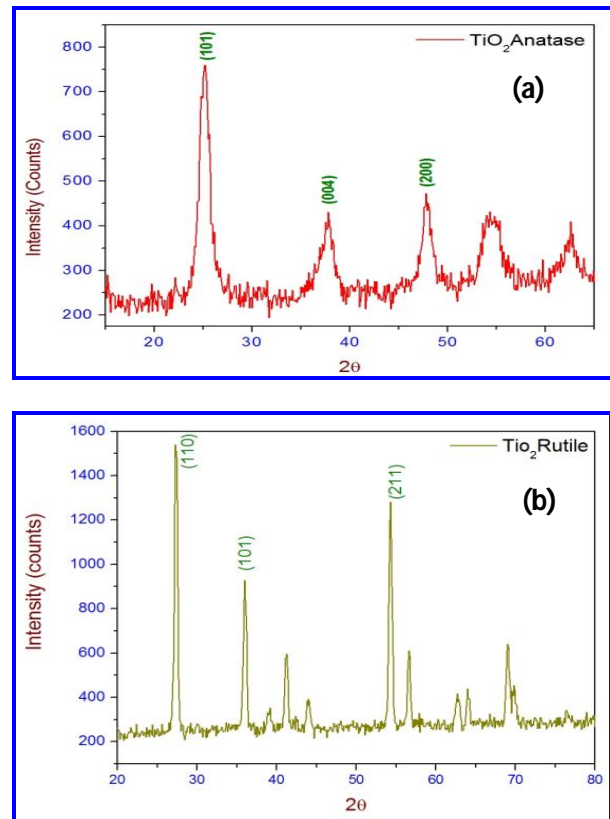 800
700
600
500
400
300
200
Intensity (Counts)
(101)
(004)
(200)
TiO₂Anatase
(a)
20 30 40 50 60
2θ
1600
1400
1200
1000
800
600
400
200
Intensity (counts)
(110)
(101)
(211)
Tio₂Rutile
(b)
20 30 40 50 60 70 80
2θ